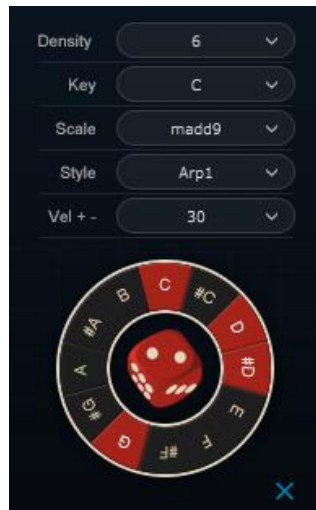 Density 6
Key C
Scale madd9
Style Arp1
Vel + - 30
C
#C
D
#D
E
F
F#
G
#G
A
#A
B